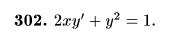 302. 2xy′ + y² = 1.